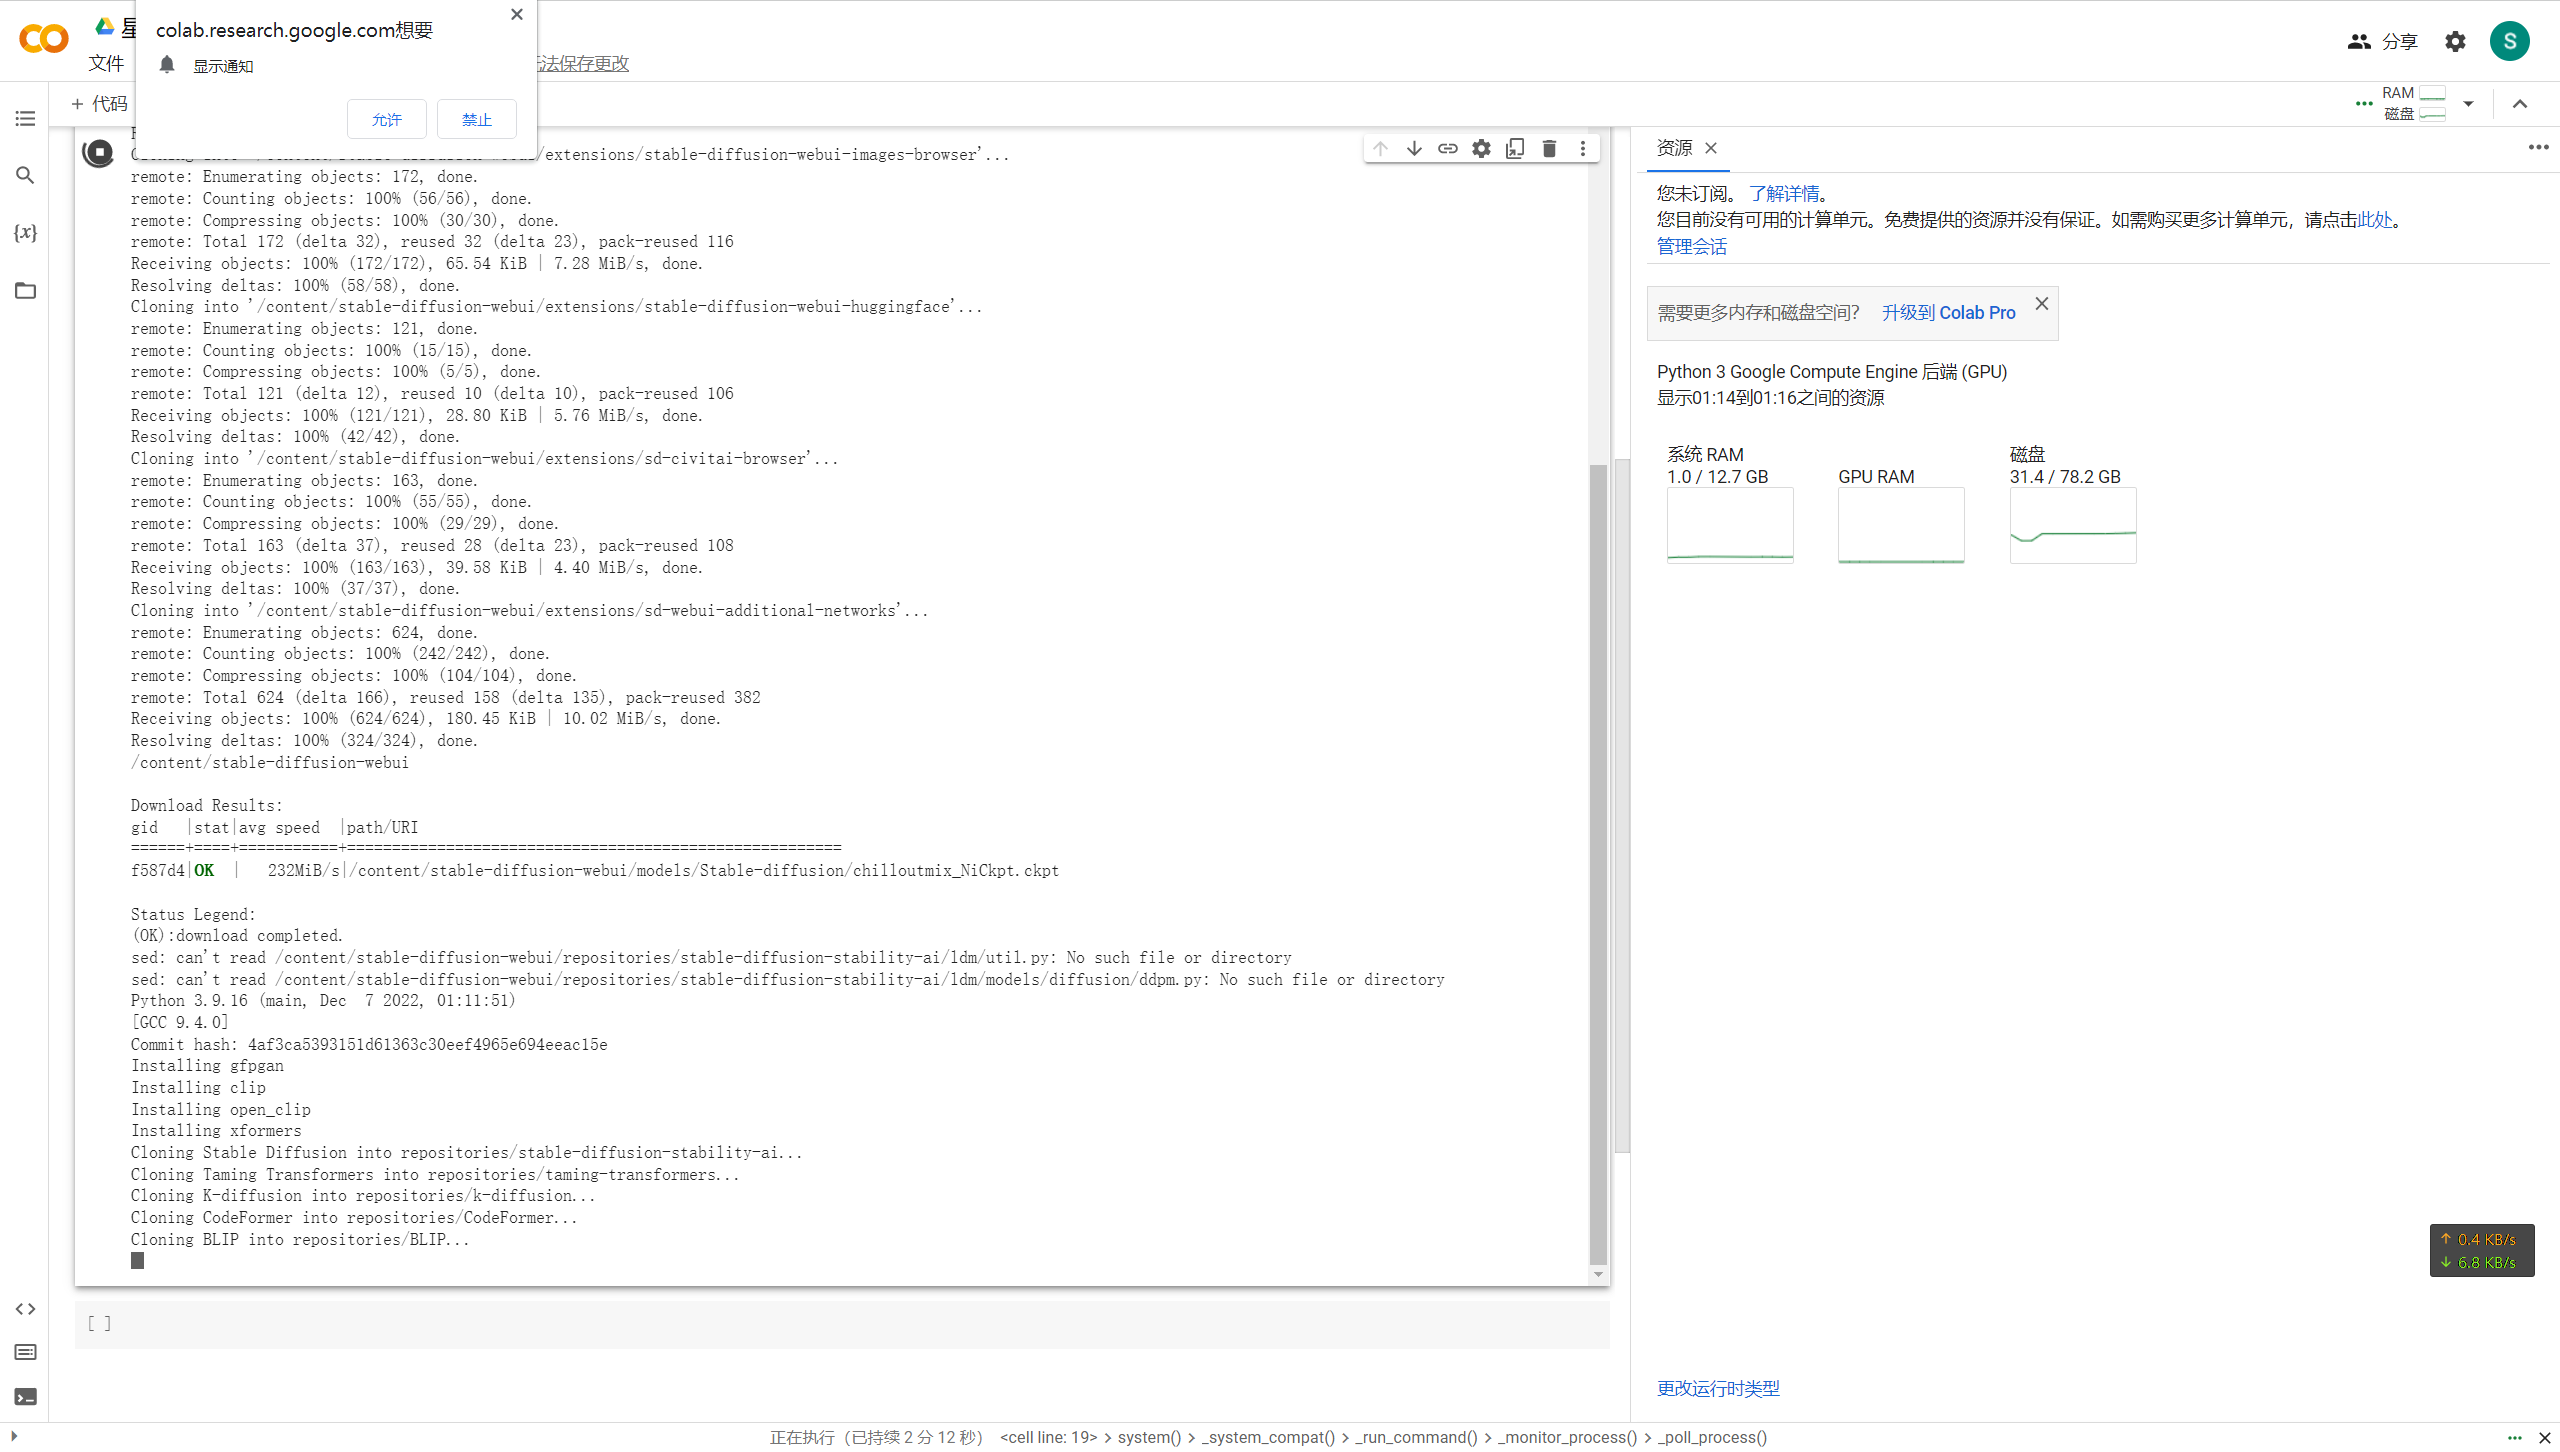 colab.research.google.com想要
显示通知
允许
禁止
文件
法保存更改
分享
S
+ 代码
RAM
磁盘
/extensions/stable-diffusion-webui-images-browser'...
remote: Enumerating objects: 172, done.
remote: Counting objects: 100% (56/56), done.
remote: Compressing objects: 100% (30/30), done.
remote: Total 172 (delta 32), reused 32 (delta 23), pack-reused 116
Receiving objects: 100% (172/172), 65.54 KiB | 7.28 MiB/s, done.
Resolving deltas: 100% (58/58), done.
Cloning into '/content/stable-diffusion-webui/extensions/stable-diffusion-webui-huggingface'...
remote: Enumerating objects: 121, done.
remote: Counting objects: 100% (15/15), done.
remote: Compressing objects: 100% (5/5), done.
remote: Total 121 (delta 12), reused 10 (delta 10), pack-reused 106
Receiving objects: 100% (121/121), 28.80 KiB | 5.76 MiB/s, done.
Resolving deltas: 100% (42/42), done.
Cloning into '/content/stable-diffusion-webui/extensions/sd-civitai-browser'...
remote: Enumerating objects: 163, done.
remote: Counting objects: 100% (55/55), done.
remote: Compressing objects: 100% (29/29), done.
remote: Total 163 (delta 37), reused 28 (delta 23), pack-reused 108
Receiving objects: 100% (163/163), 39.58 KiB | 4.40 MiB/s, done.
Resolving deltas: 100% (37/37), done.
Cloning into '/content/stable-diffusion-webui/extensions/sd-webui-additional-networks'...
remote: Enumerating objects: 624, done.
remote: Counting objects: 100% (242/242), done.
remote: Compressing objects: 100% (104/104), done.
remote: Total 624 (delta 166), reused 158 (delta 135), pack-reused 382
Receiving objects: 100% (624/624), 180.45 KiB | 10.02 MiB/s, done.
Resolving deltas: 100% (324/324), done.
/content/stable-diffusion-webui
Download Results:
gid   |stat|avg speed  |path/URI
======+====+===========+=======================================================
f587d4|OK  |   232MiB/s|/content/stable-diffusion-webui/models/Stable-diffusion/chilloutmix_NiCkpt.ckpt
Status Legend:
(OK):download completed.
sed: can't read /content/stable-diffusion-webui/repositories/stable-diffusion-stability-ai/ldm/util.py: No such file or directory
sed: can't read /content/stable-diffusion-webui/repositories/stable-diffusion-stability-ai/ldm/models/diffusion/ddpm.py: No such file or directory
Python 3.9.16 (main, Dec  7 2022, 01:11:51)
[GCC 9.4.0]
Commit hash: 4af3ca5393151d61363c30eef4965e694eeac15e
Installing gfpgan
Installing clip
Installing open_clip
Installing xformers
Cloning Stable Diffusion into repositories/stable-diffusion-stability-ai...
Cloning Taming Transformers into repositories/taming-transformers...
Cloning K-diffusion into repositories/k-diffusion...
Cloning CodeFormer into repositories/CodeFormer...
Cloning BLIP into repositories/BLIP...
[ ]
资源
您未订阅。 了解详情。
您目前没有可用的计算单元。免费提供的资源并没有保证。如需购买更多计算单元，请点击此处。
管理会话
需要更多内存和磁盘空间？ 升级到 Colab Pro
Python 3 Google Compute Engine 后端 (GPU)
显示01:14到01:16之间的资源
系统 RAM
1.0 / 12.7 GB
GPU RAM
磁盘
31.4 / 78.2 GB
↑ 0.4 KB/s
↓ 6.8 KB/s
更改运行时类型
正在执行（已持续 2 分 12 秒） <cell line: 19> > system() > _system_compat() > _run_command() > _monitor_process() > _poll_process()